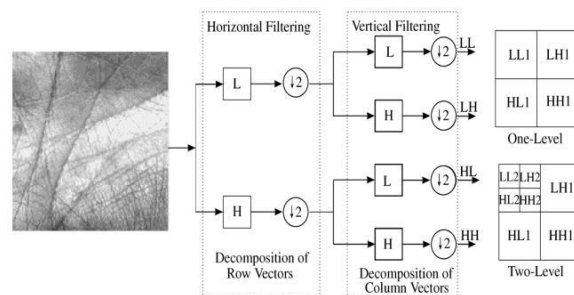 Horizontal Filtering
Vertical Filtering
L
↓2
L
↓2
LL
H
↓2
LH
H
↓2
L
↓2
HL
H
↓2
HH
Decomposition of
Row Vectors
Decomposition of
Column Vectors
LL1 LH1
HL1 HH1
One-Level
LL2 LH2
HL2 HH2
LH1
HL1 HH1
Two-Level